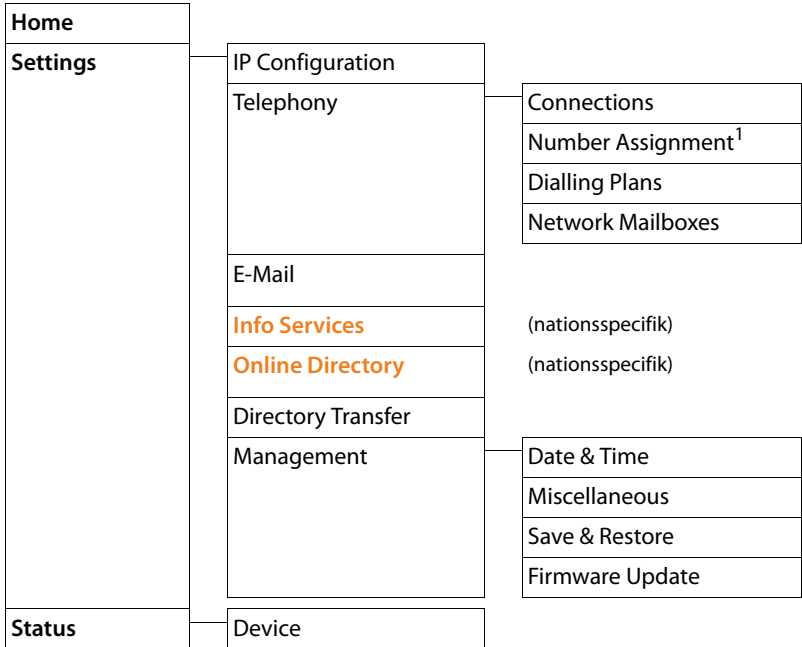 Home
Settings
IP Configuration
Telephony
Connections
Number Assignment1
Dialling Plans
Network Mailboxes
E-Mail
Info Services (nationsspecifik)
Online Directory (nationsspecifik)
Directory Transfer
Management
Date & Time
Miscellaneous
Save & Restore
Firmware Update
Status
Device